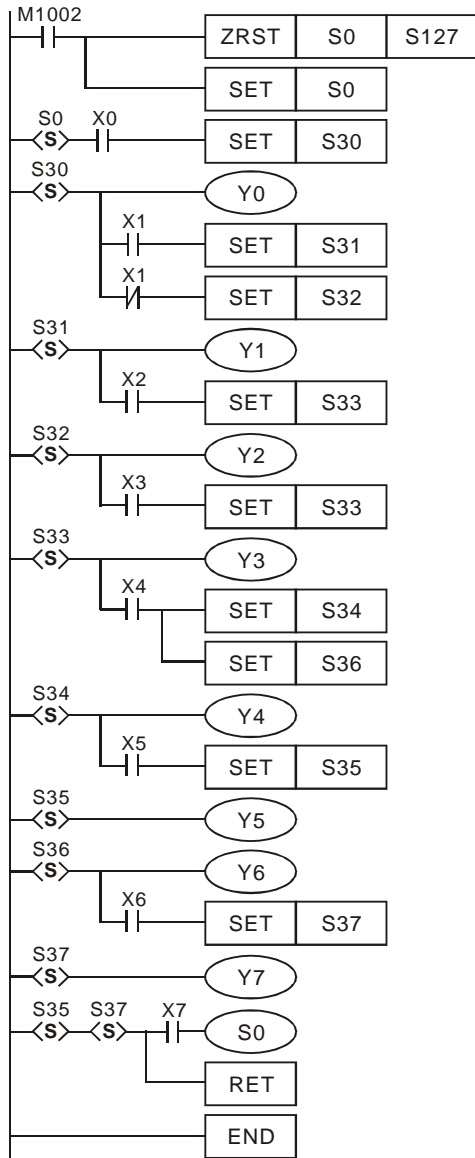 M1002
ZRST S0 S127
SET S0
S0 X0
S SET S30
S30
S Y0
X1
SET S31
X1
SET S32
S31
S Y1
X2
SET S33
S32
S Y2
X3
SET S33
S33
S Y3
X4
SET S34
SET S36
S34
S Y4
X5
SET S35
S35
S Y5
S36
S Y6
X6
SET S37
S37
S Y7
S35 S37 X7
S S S0
RET
END